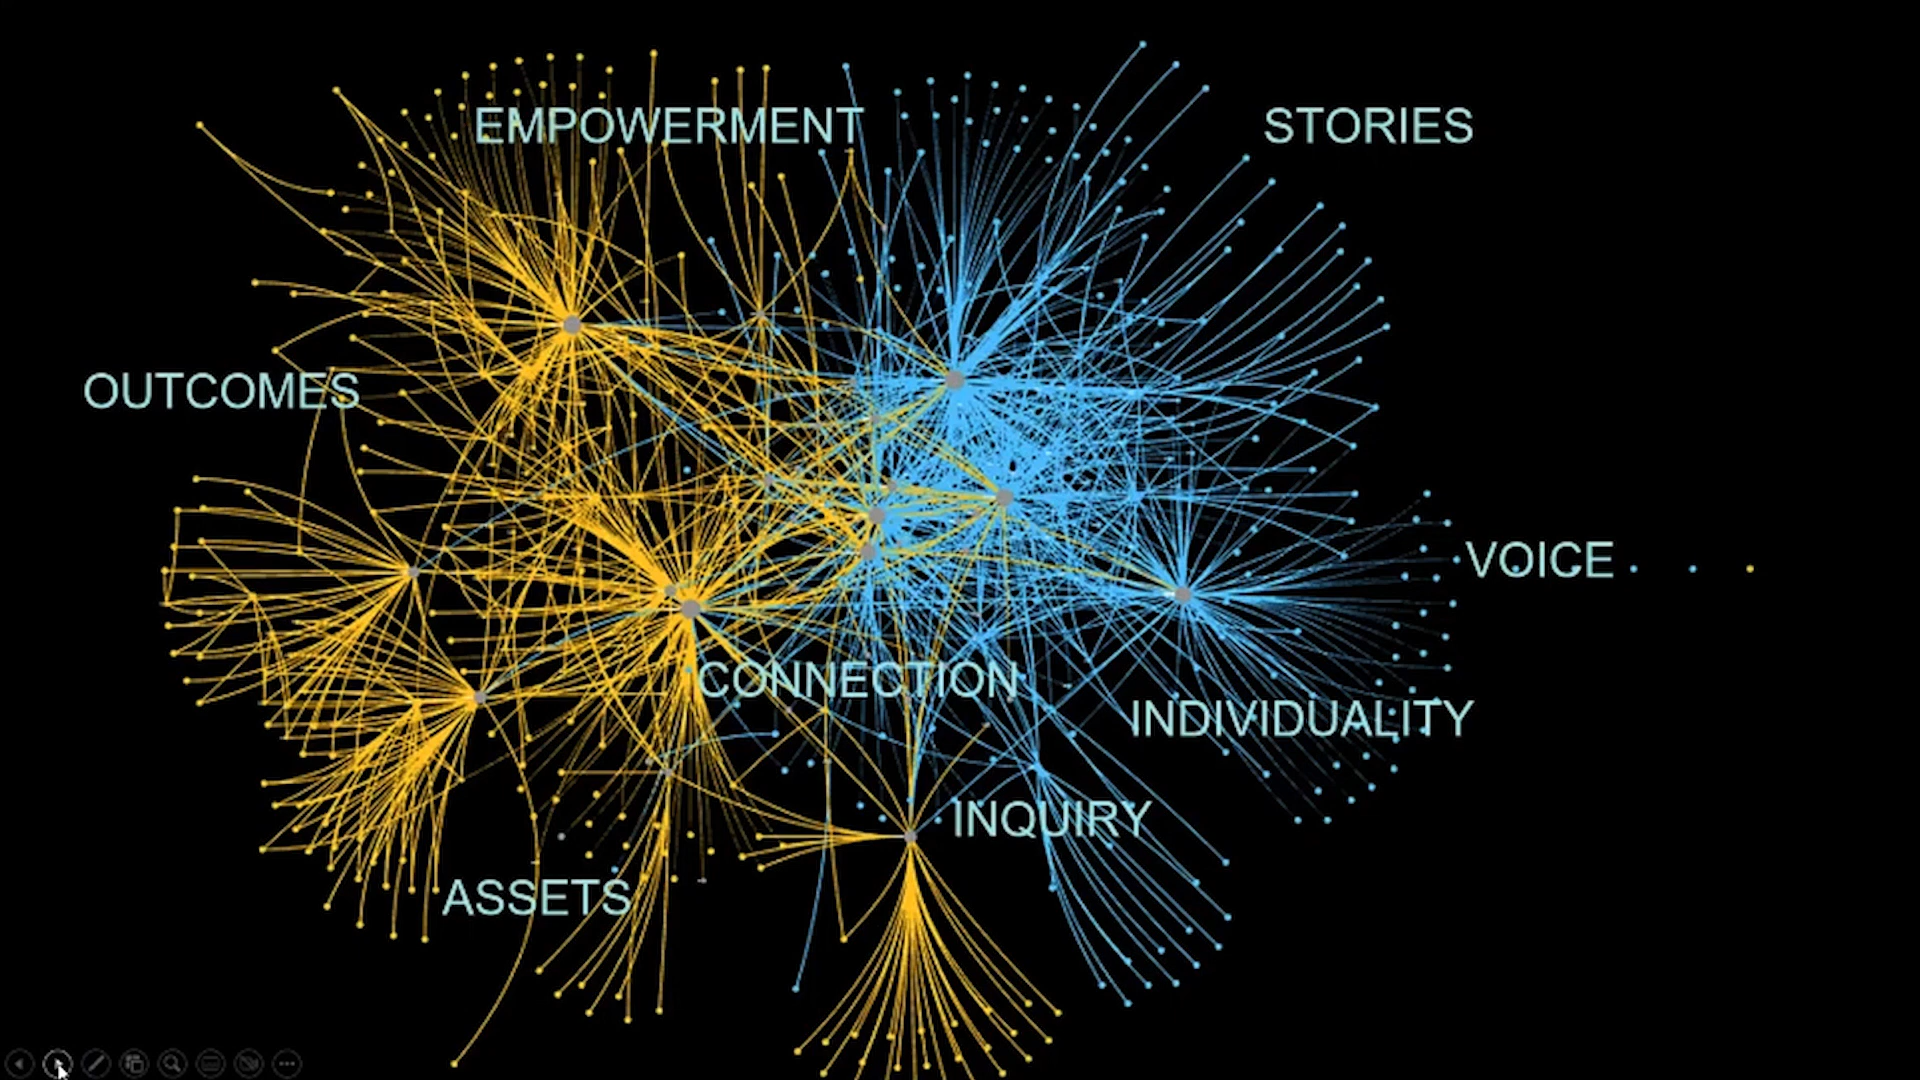 EMPOWERMENT
STORIES
OUTCOMES
VOICE
CONNECTION
INDIVIDUALITY
INQUIRY
ASSETS